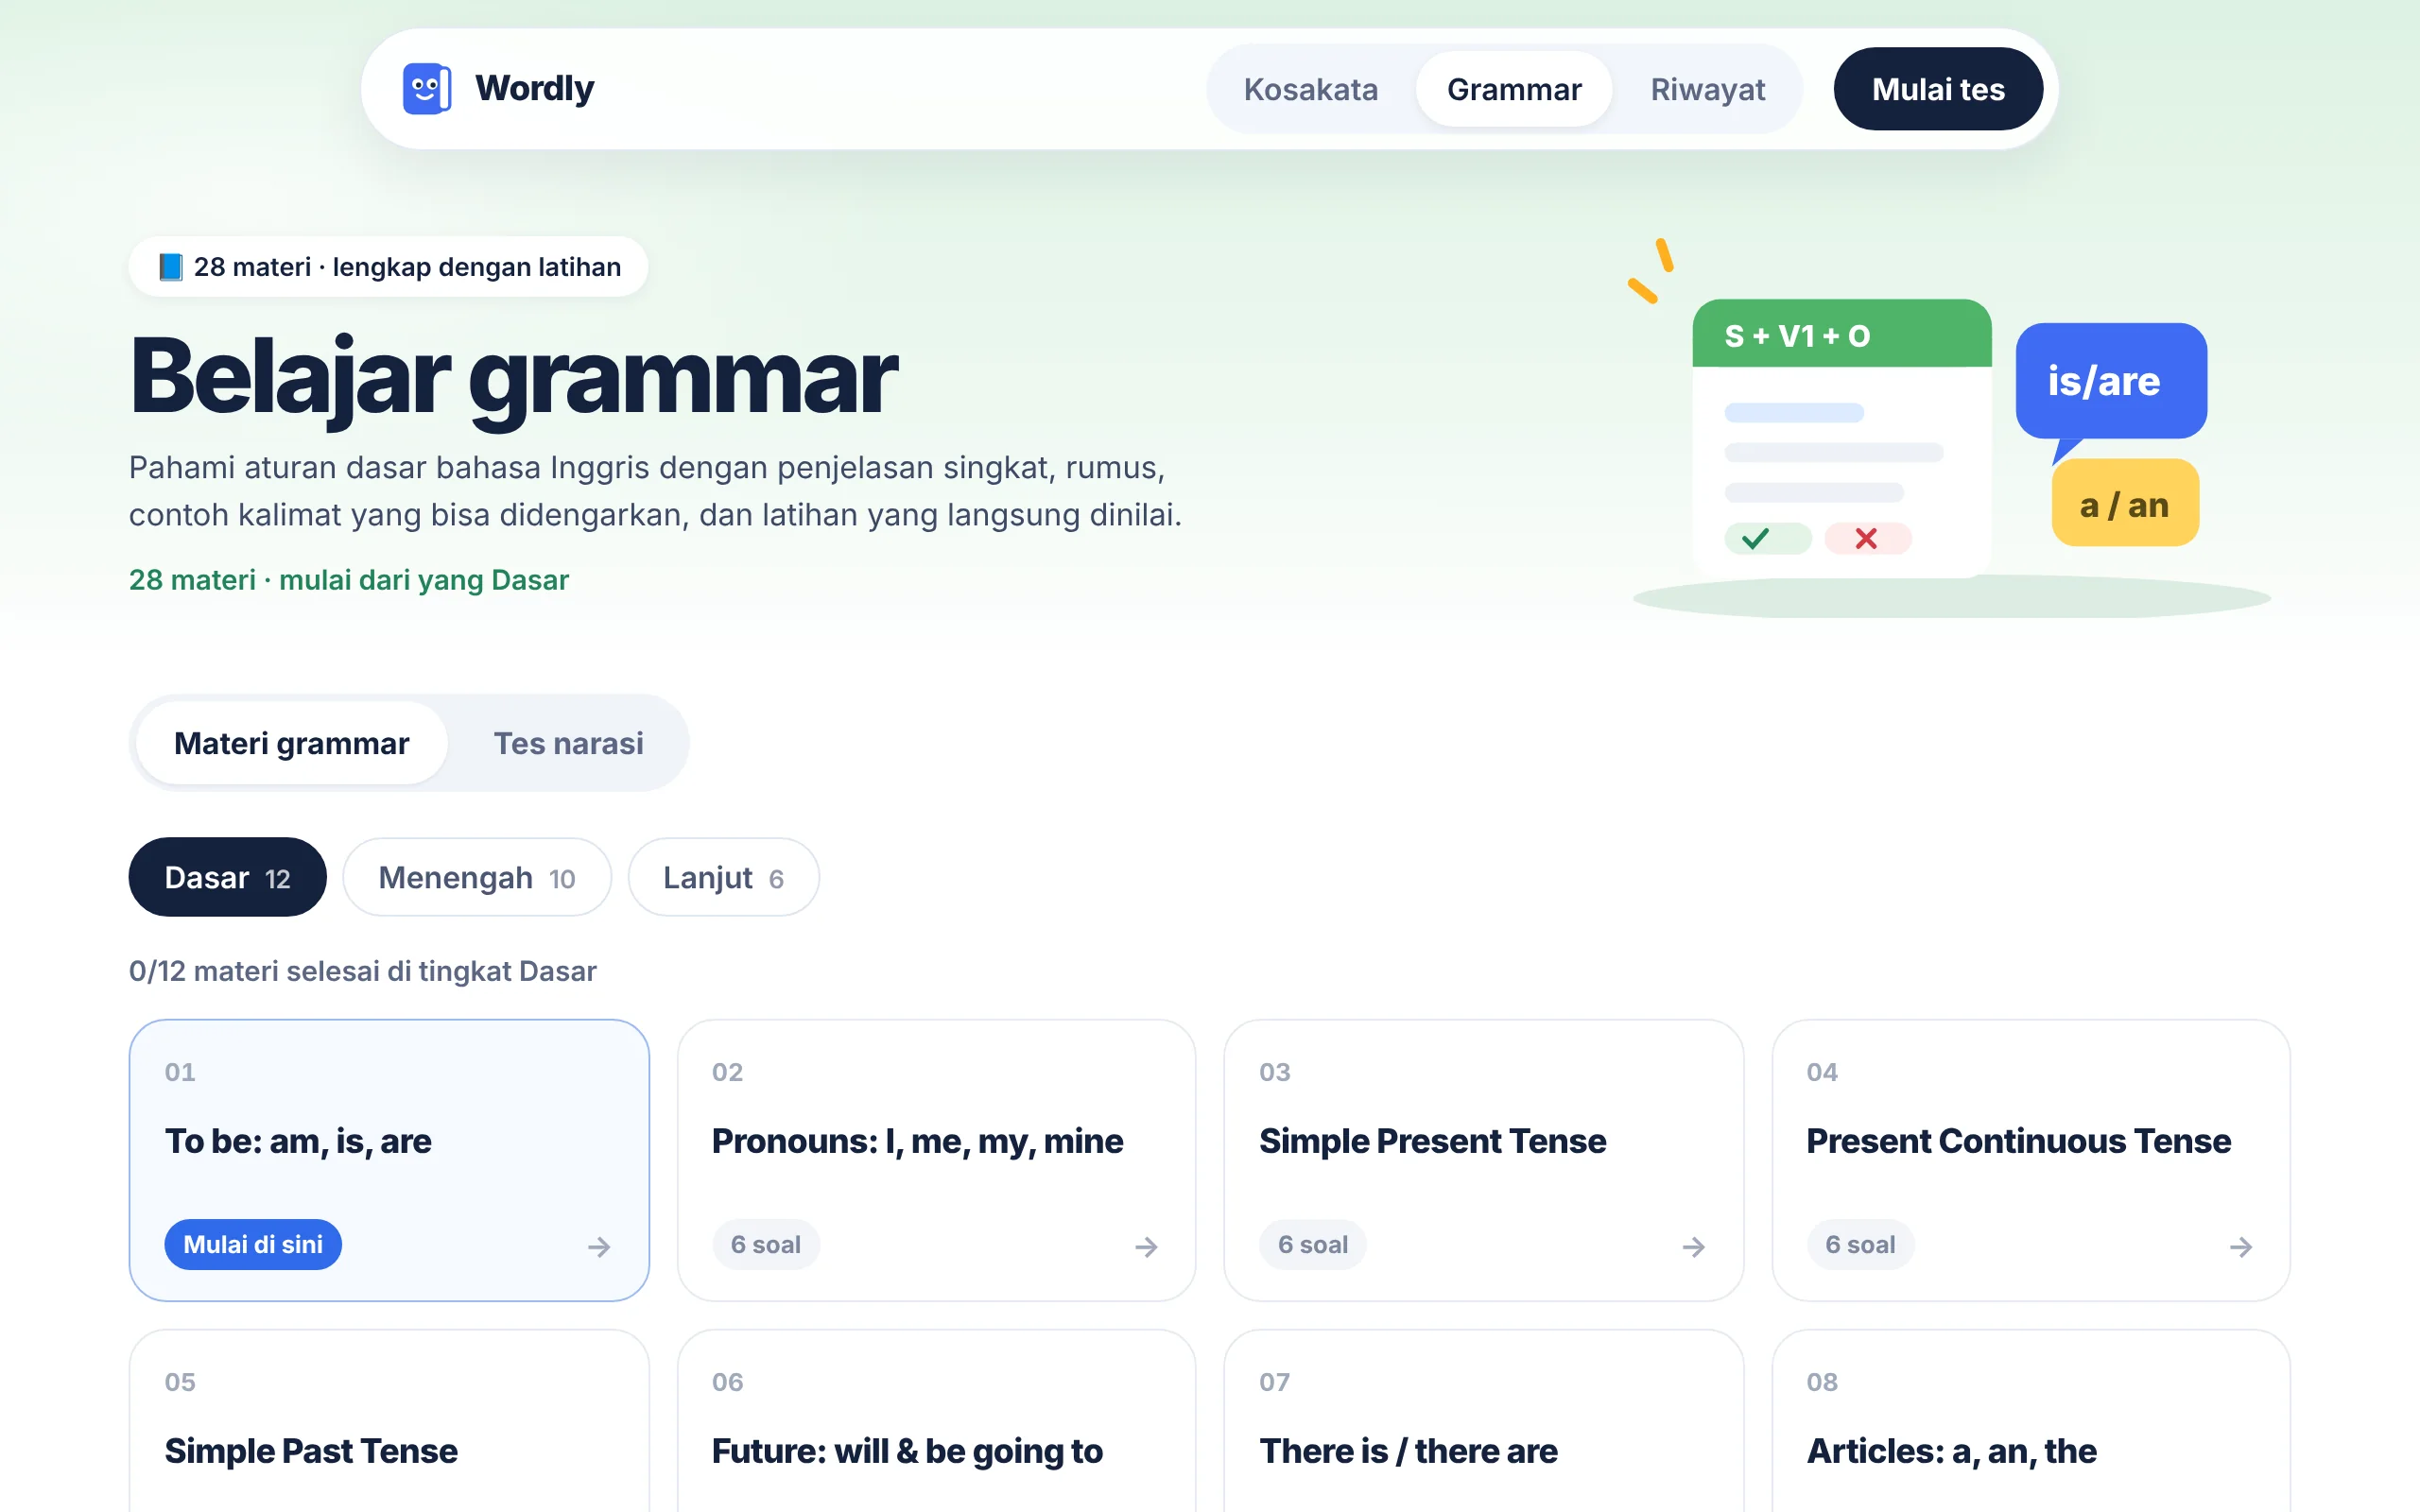 Wordly
Kosakata
Grammar
Riwayat
Mulai tes
📘 28 materi · lengkap dengan latihan
Belajar grammar
Pahami aturan dasar bahasa Inggris dengan penjelasan singkat, rumus,
contoh kalimat yang bisa didengarkan, dan latihan yang langsung dinilai.
28 materi · mulai dari yang Dasar
S + V1 + O
is/are
a / an
Materi grammar
Tes narasi
Dasar 12
Menengah 10
Lanjut 6
0/12 materi selesai di tingkat Dasar
01
To be: am, is, are
Mulai di sini
02
Pronouns: I, me, my, mine
6 soal
03
Simple Present Tense
6 soal
04
Present Continuous Tense
6 soal
05
Simple Past Tense
06
Future: will & be going to
07
There is / there are
08
Articles: a, an, the